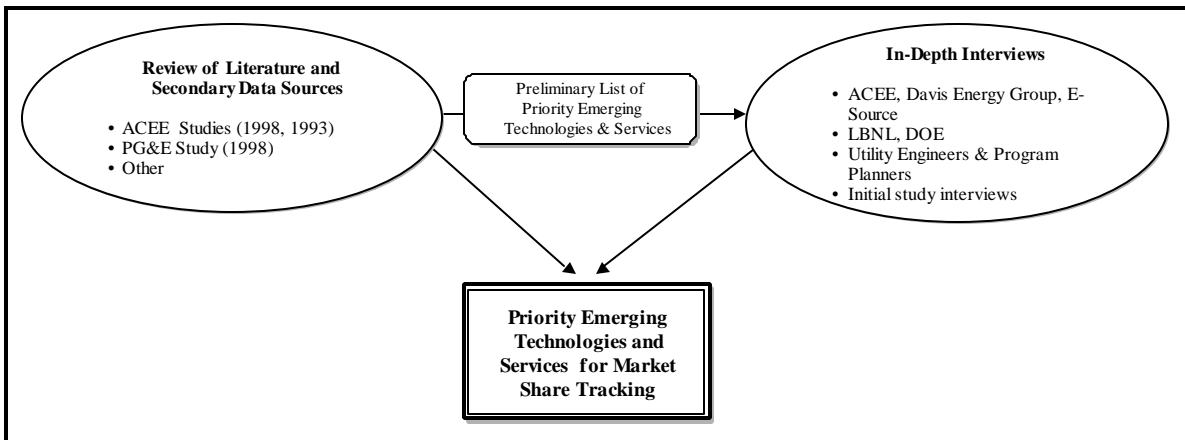 Review of Literature and
Secondary Data Sources
• ACEE Studies (1998, 1993)
• PG&E Study (1998)
• Other
Preliminary List of
Priority Emerging
Technologies & Services
In-Depth Interviews
• ACEE, Davis Energy Group, E-
Source
• LBNL, DOE
• Utility Engineers & Program
Planners
• Initial study interviews
Priority Emerging
Technologies and
Services for Market
Share Tracking